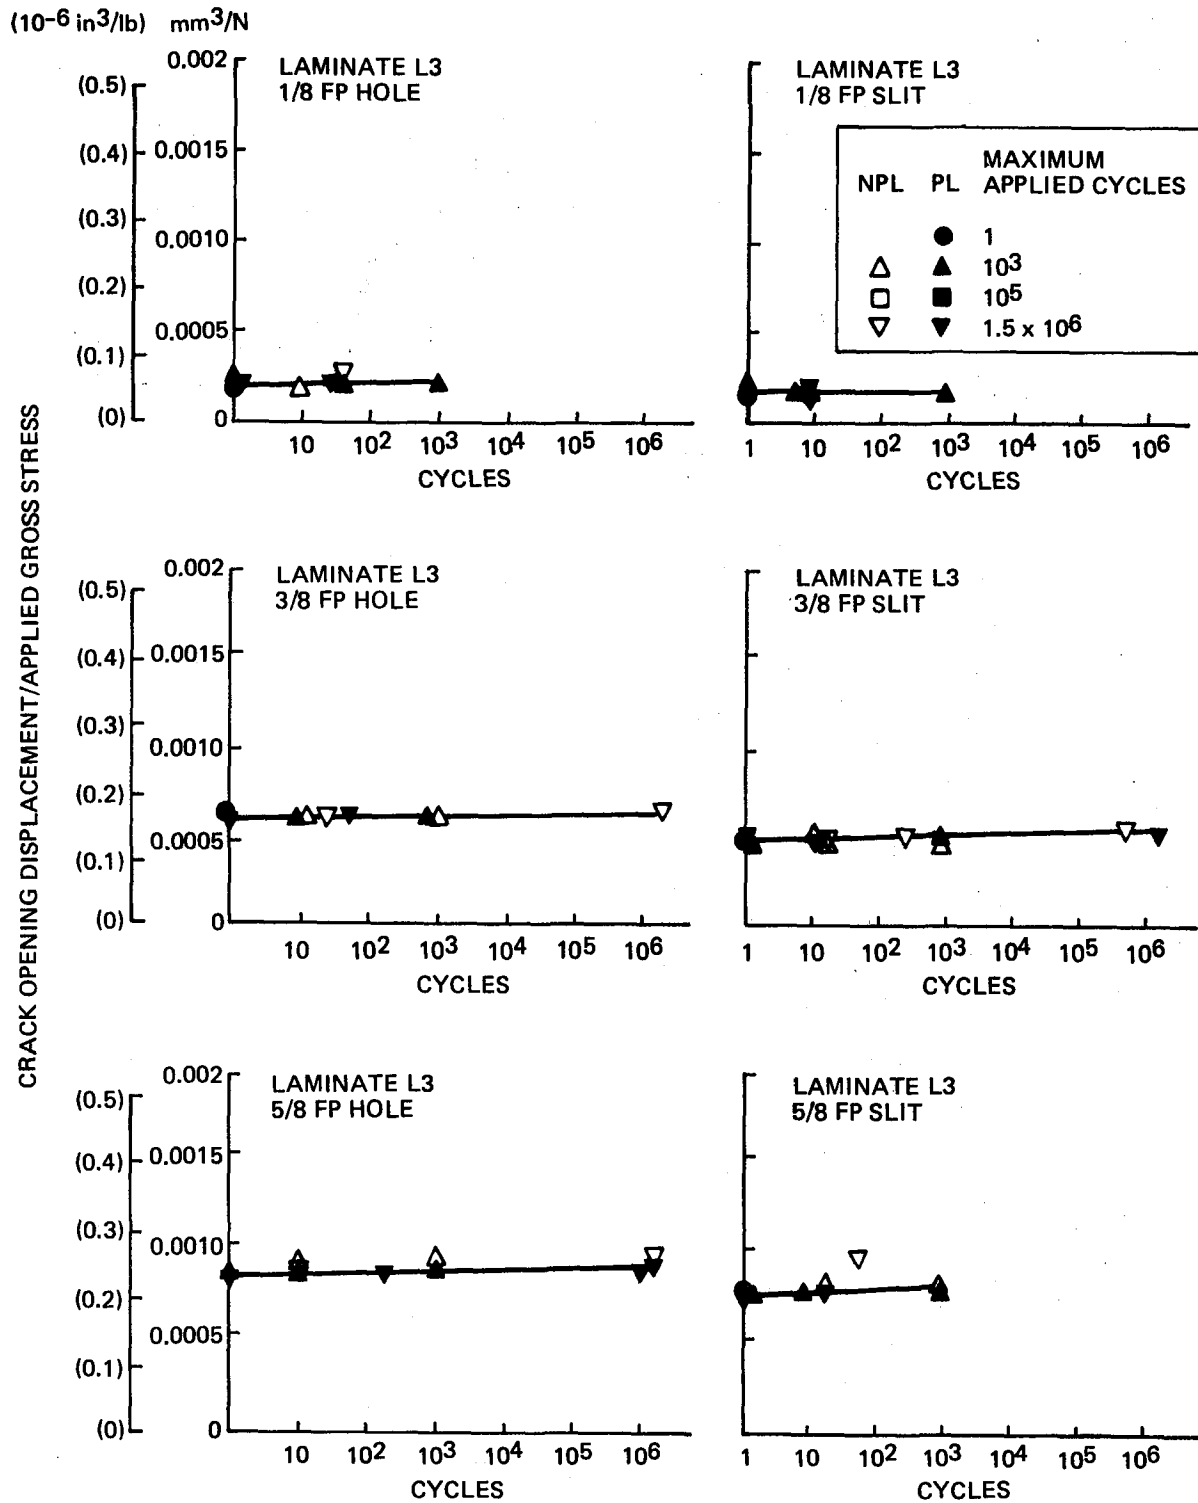 (10-6 in3/lb) mm3/N
CRACK OPENING DISPLACEMENT/APPLIED GROSS STRESS
LAMINATE L3
1/8 FP HOLE
0.002
0.0015
0.0010
0.0005
0
(0.5)
(0.4)
(0.3)
(0.2)
(0.1)
(0)
10 102 103 104 105 106
CYCLES
LAMINATE L3
1/8 FP SLIT
MAXIMUM
NPL PL APPLIED CYCLES
1
103
105
1.5 x 106
1 10 102 103 104 105 106
CYCLES
LAMINATE L3
3/8 FP HOLE
0.002
0.0015
0.0010
0.0005
0
(0.5)
(0.4)
(0.3)
(0.2)
(0.1)
(0)
10 102 103 104 105 106
CYCLES
LAMINATE L3
3/8 FP SLIT
1 10 102 103 104 105 106
CYCLES
LAMINATE L3
5/8 FP HOLE
0.002
0.0015
0.0010
0.0005
0
(0.5)
(0.4)
(0.3)
(0.2)
(0.1)
(0)
10 102 103 104 105 106
CYCLES
LAMINATE L3
5/8 FP SLIT
1 10 102 103 104 105 106
CYCLES